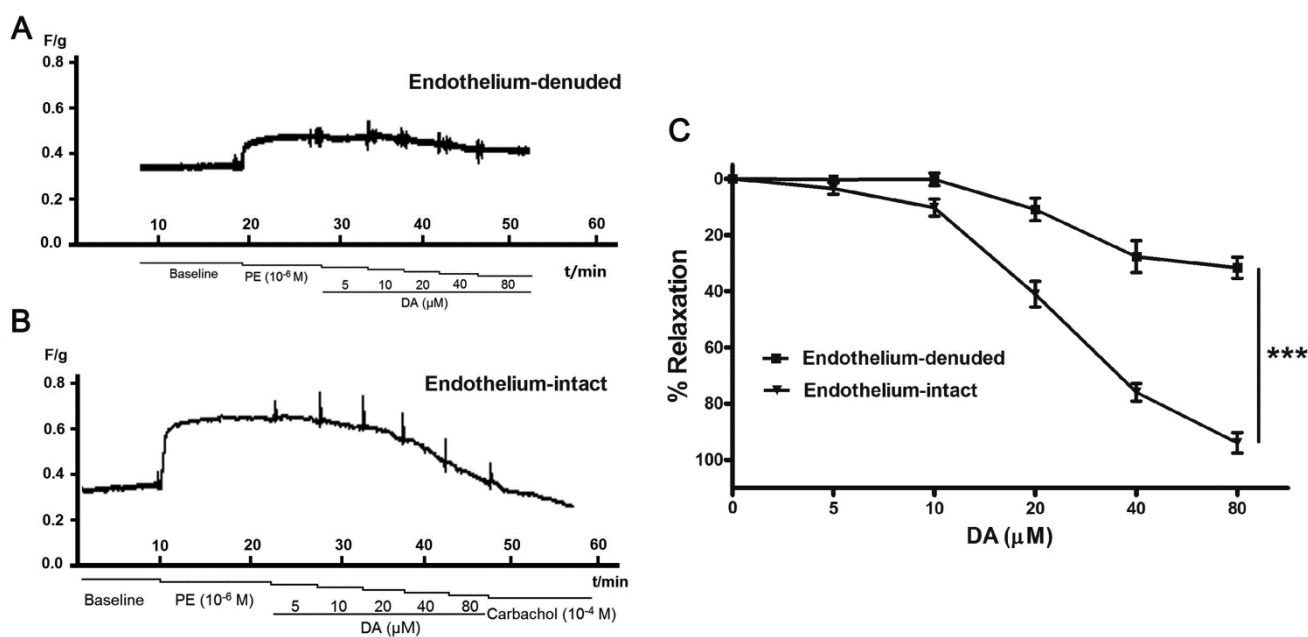 A
F/g
0.8
Endothelium-denuded
0.6
0.4
0.2
0.0
10 20 30 40 50 60
t/min
Baseline PE (10⁻⁶ M) 5 10 20 40 80
DA (μM)
B
F/g
0.8
Endothelium-intact
0.6
0.4
0.2
0.0
10 20 30 40 50 60
t/min
Baseline PE (10⁻⁶ M) 5 10 20 40 80 Carbachol (10⁻⁴ M)
DA (μM)
C
% Relaxation
0
20
40
60
80
100
Endothelium-denuded
Endothelium-intact
***
0 5 10 20 40 80
DA (μM)